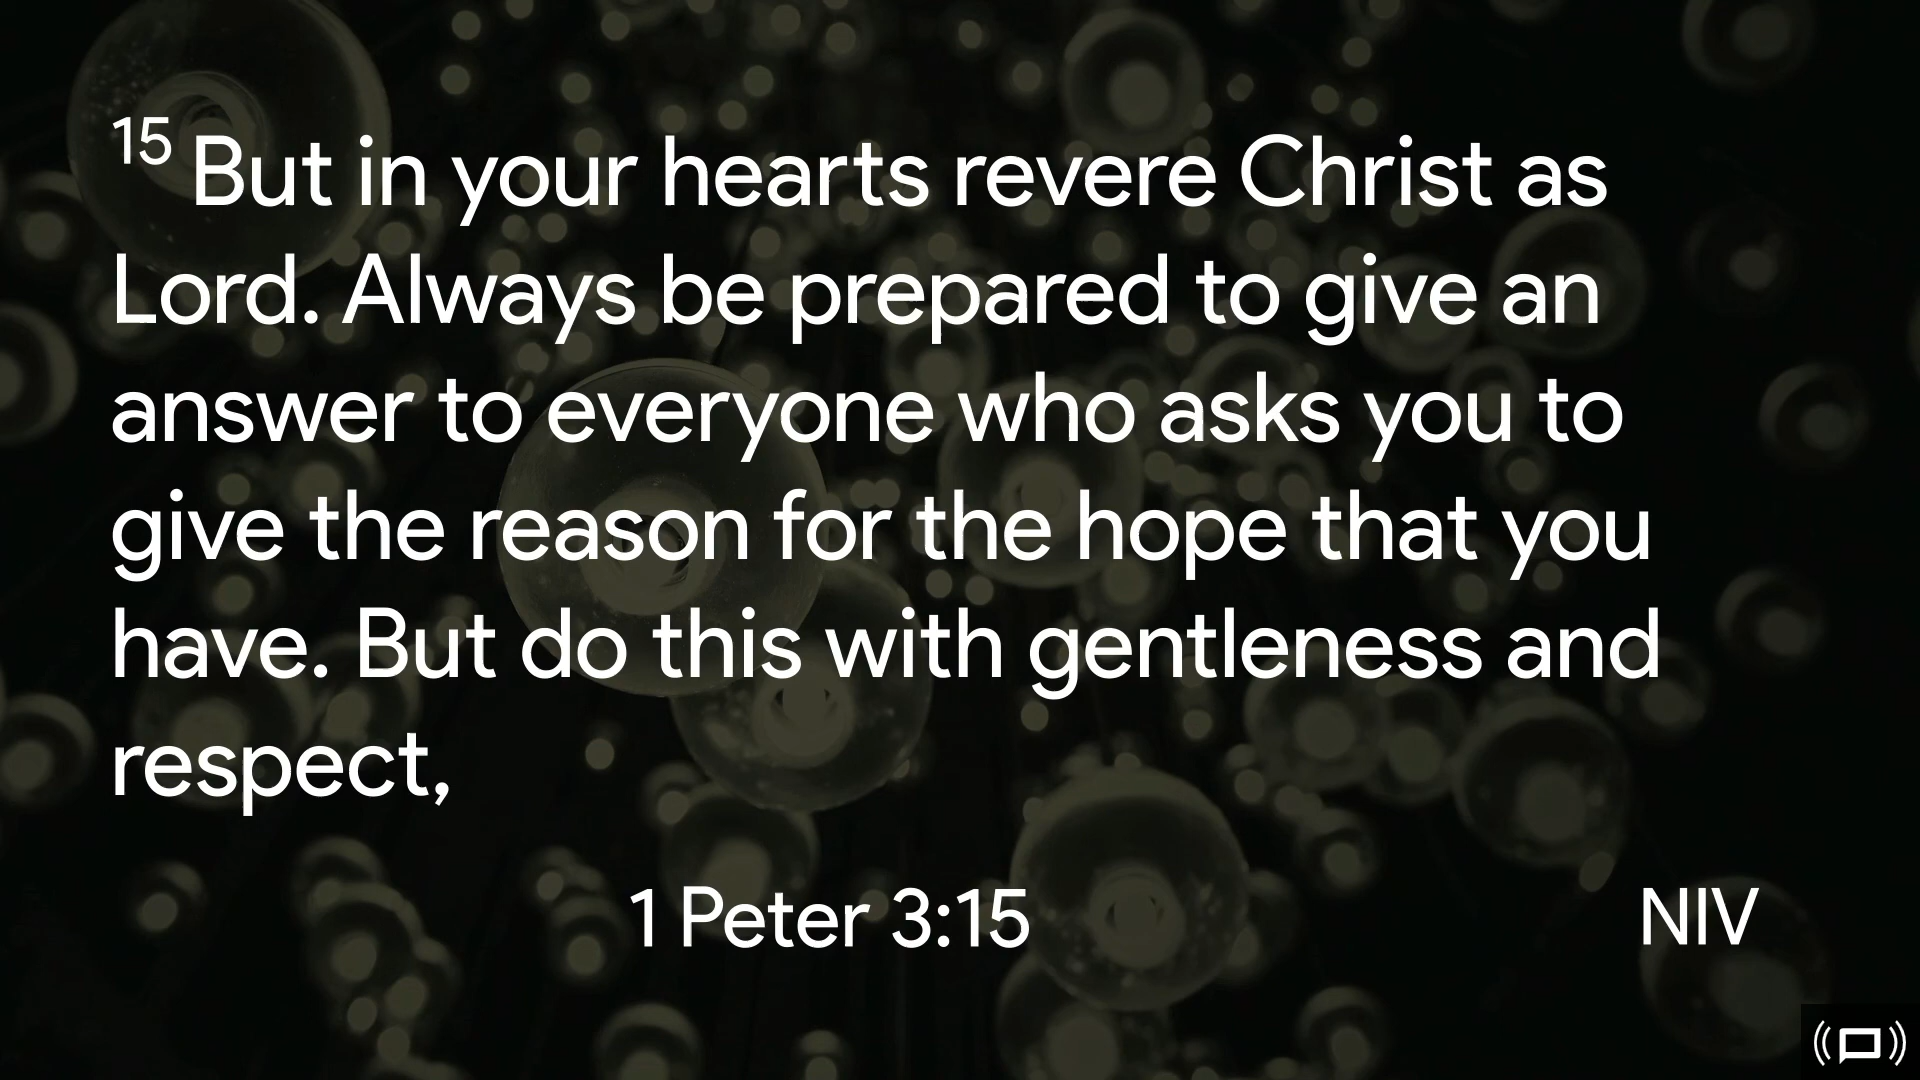 15 But in your hearts revere Christ as
Lord. Always be prepared to give an
answer to everyone who asks you to
give the reason for the hope that you
have. But do this with gentleness and
respect,
1 Peter 3:15 NIV